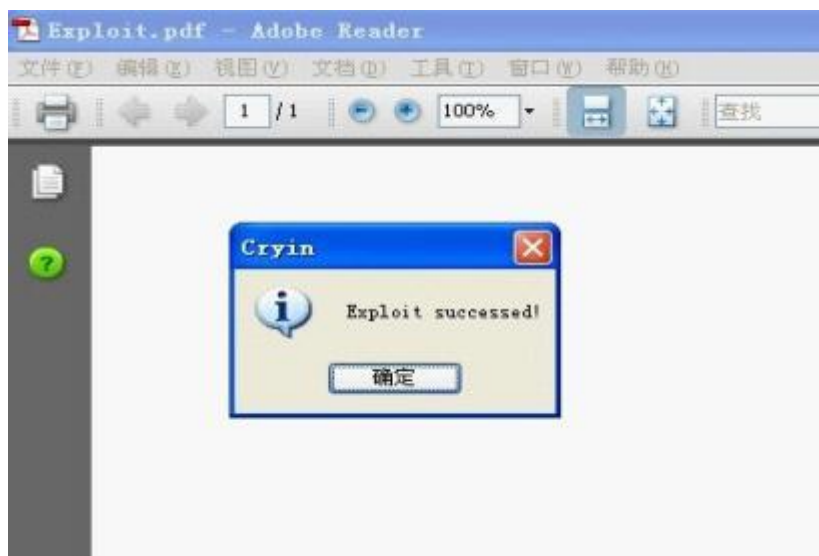 Exploit.pdf - Adobe Reader
文件(F) 编辑(E) 视图(V) 文档(D) 工具(T) 窗口(W) 帮助(H)
1 /1 100% 查找
Cryin
Exploit successed!
确定